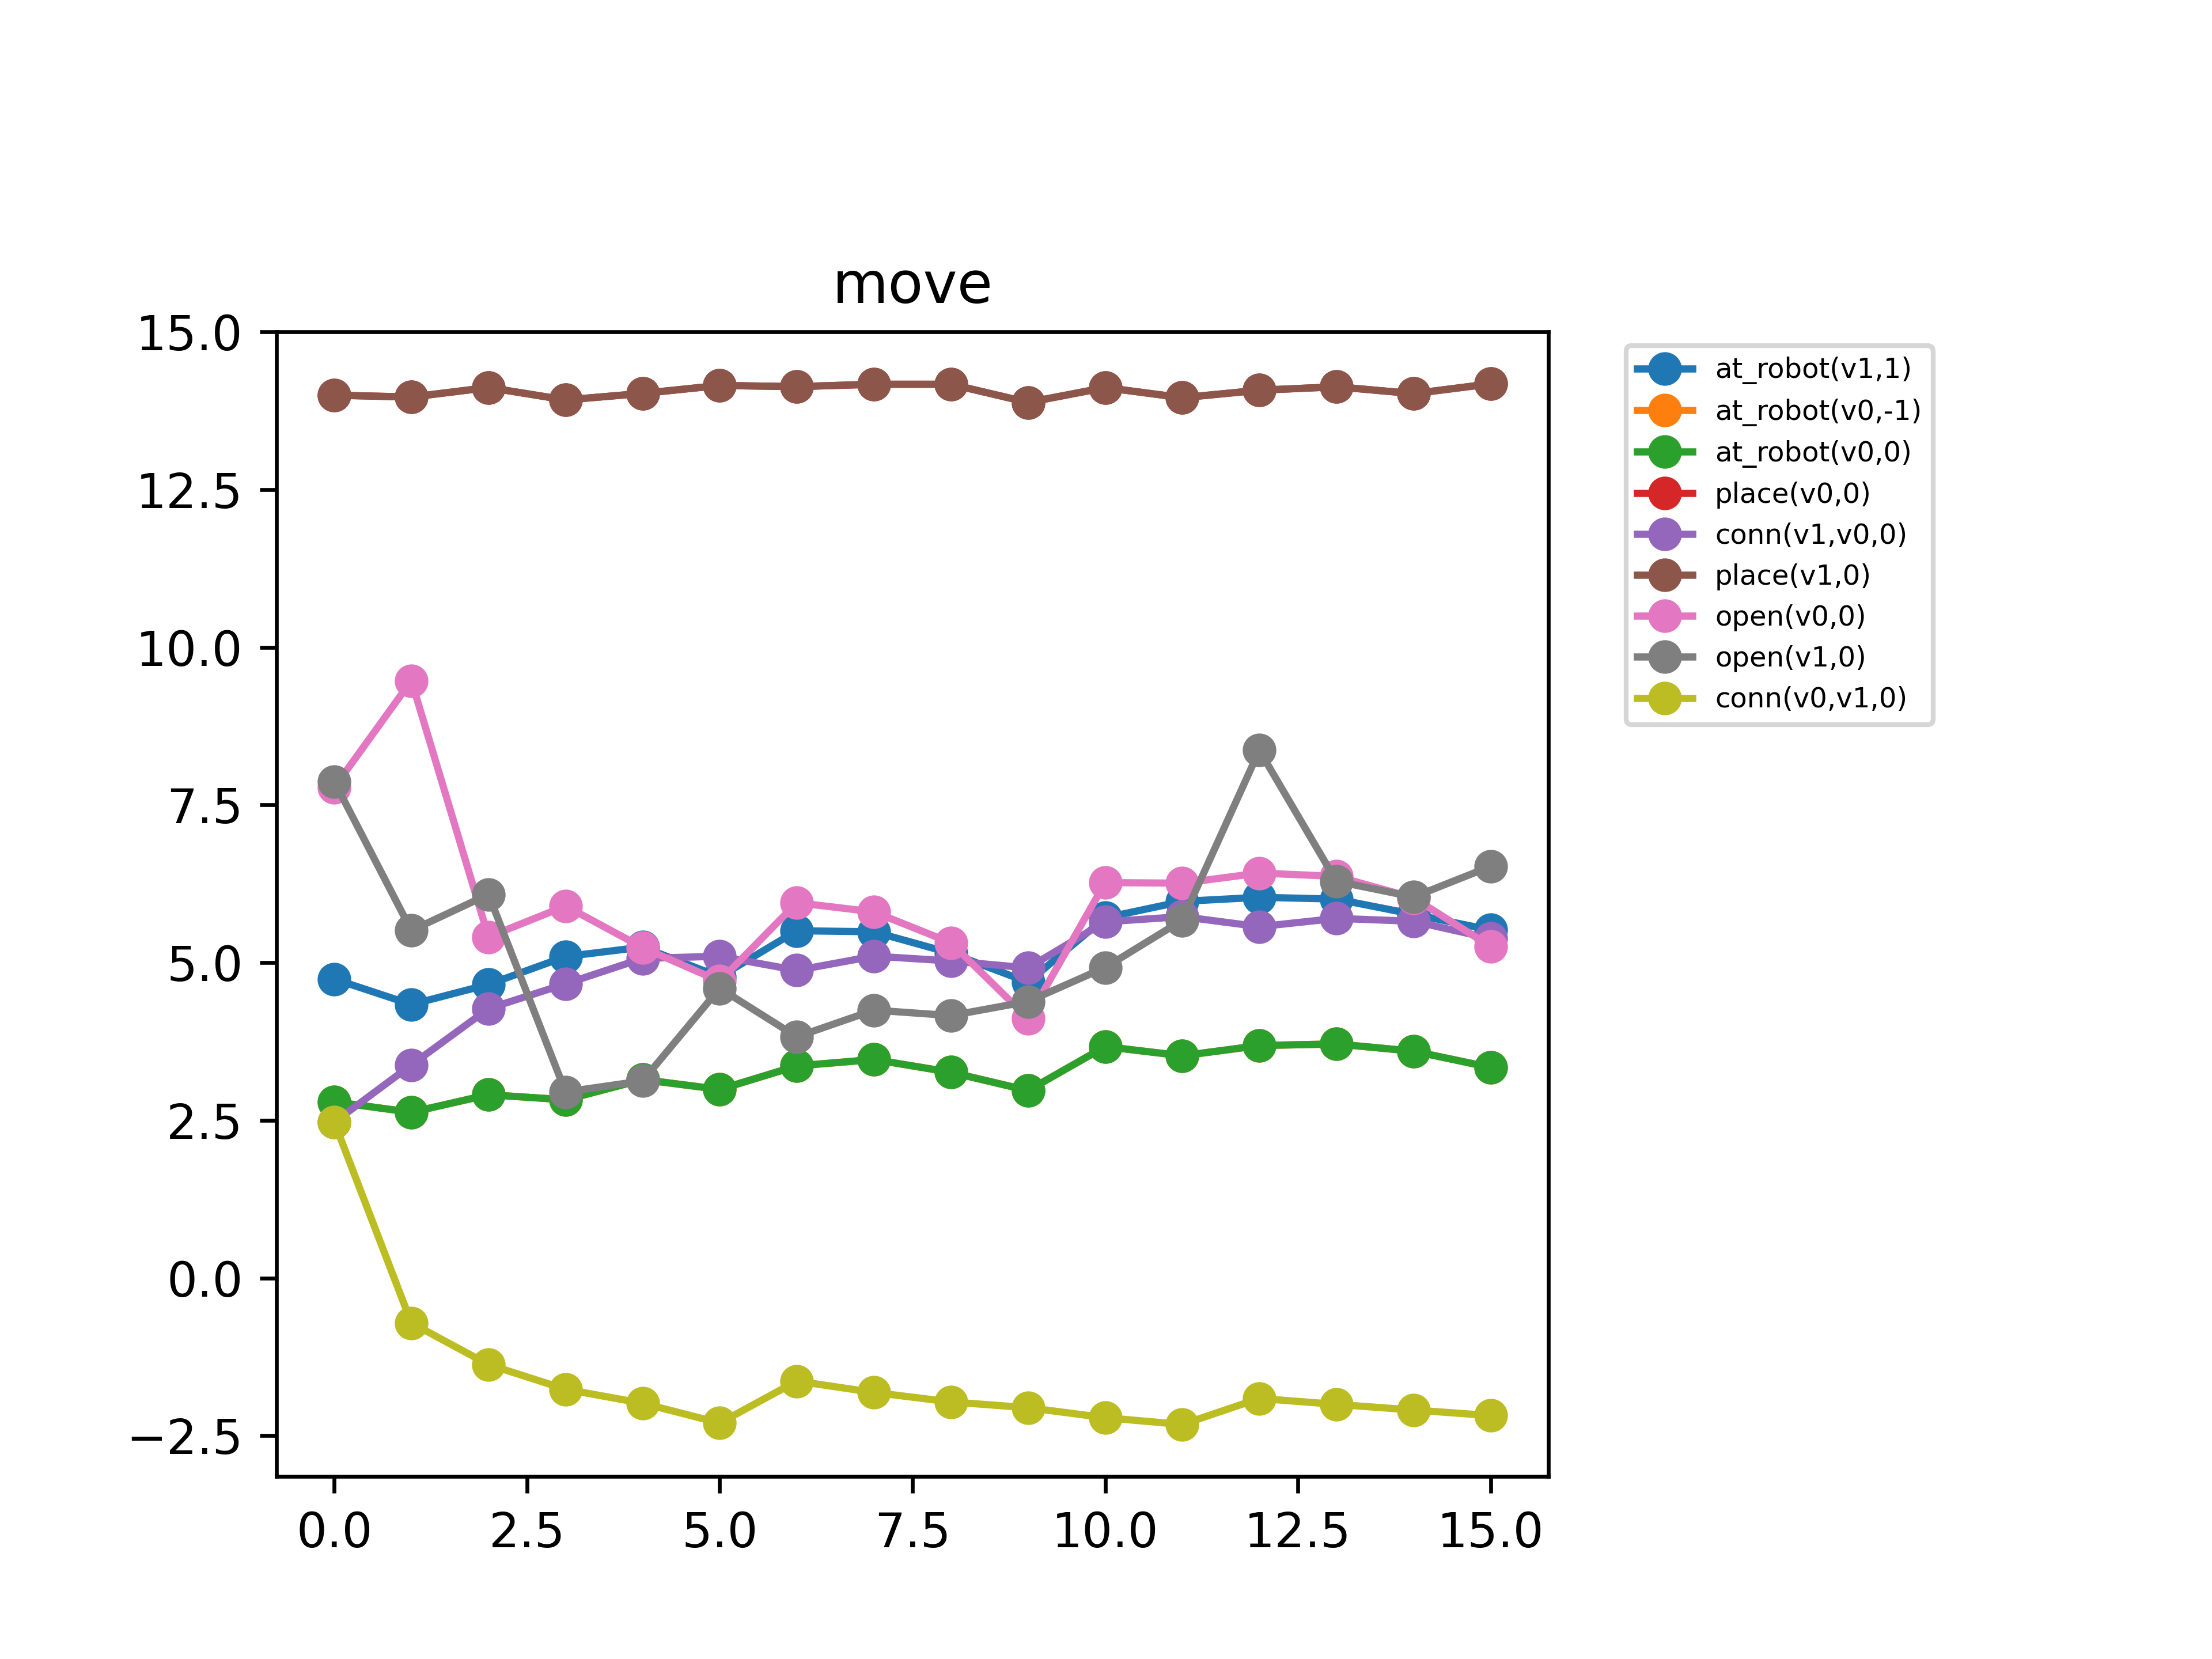 move
15.0
12.5
10.0
7.5
5.0
2.5
0.0
−2.5
0.0 2.5 5.0 7.5 10.0 12.5 15.0
at_robot(v1,1)
at_robot(v0,-1)
at_robot(v0,0)
place(v0,0)
conn(v1,v0,0)
place(v1,0)
open(v0,0)
open(v1,0)
conn(v0,v1,0)